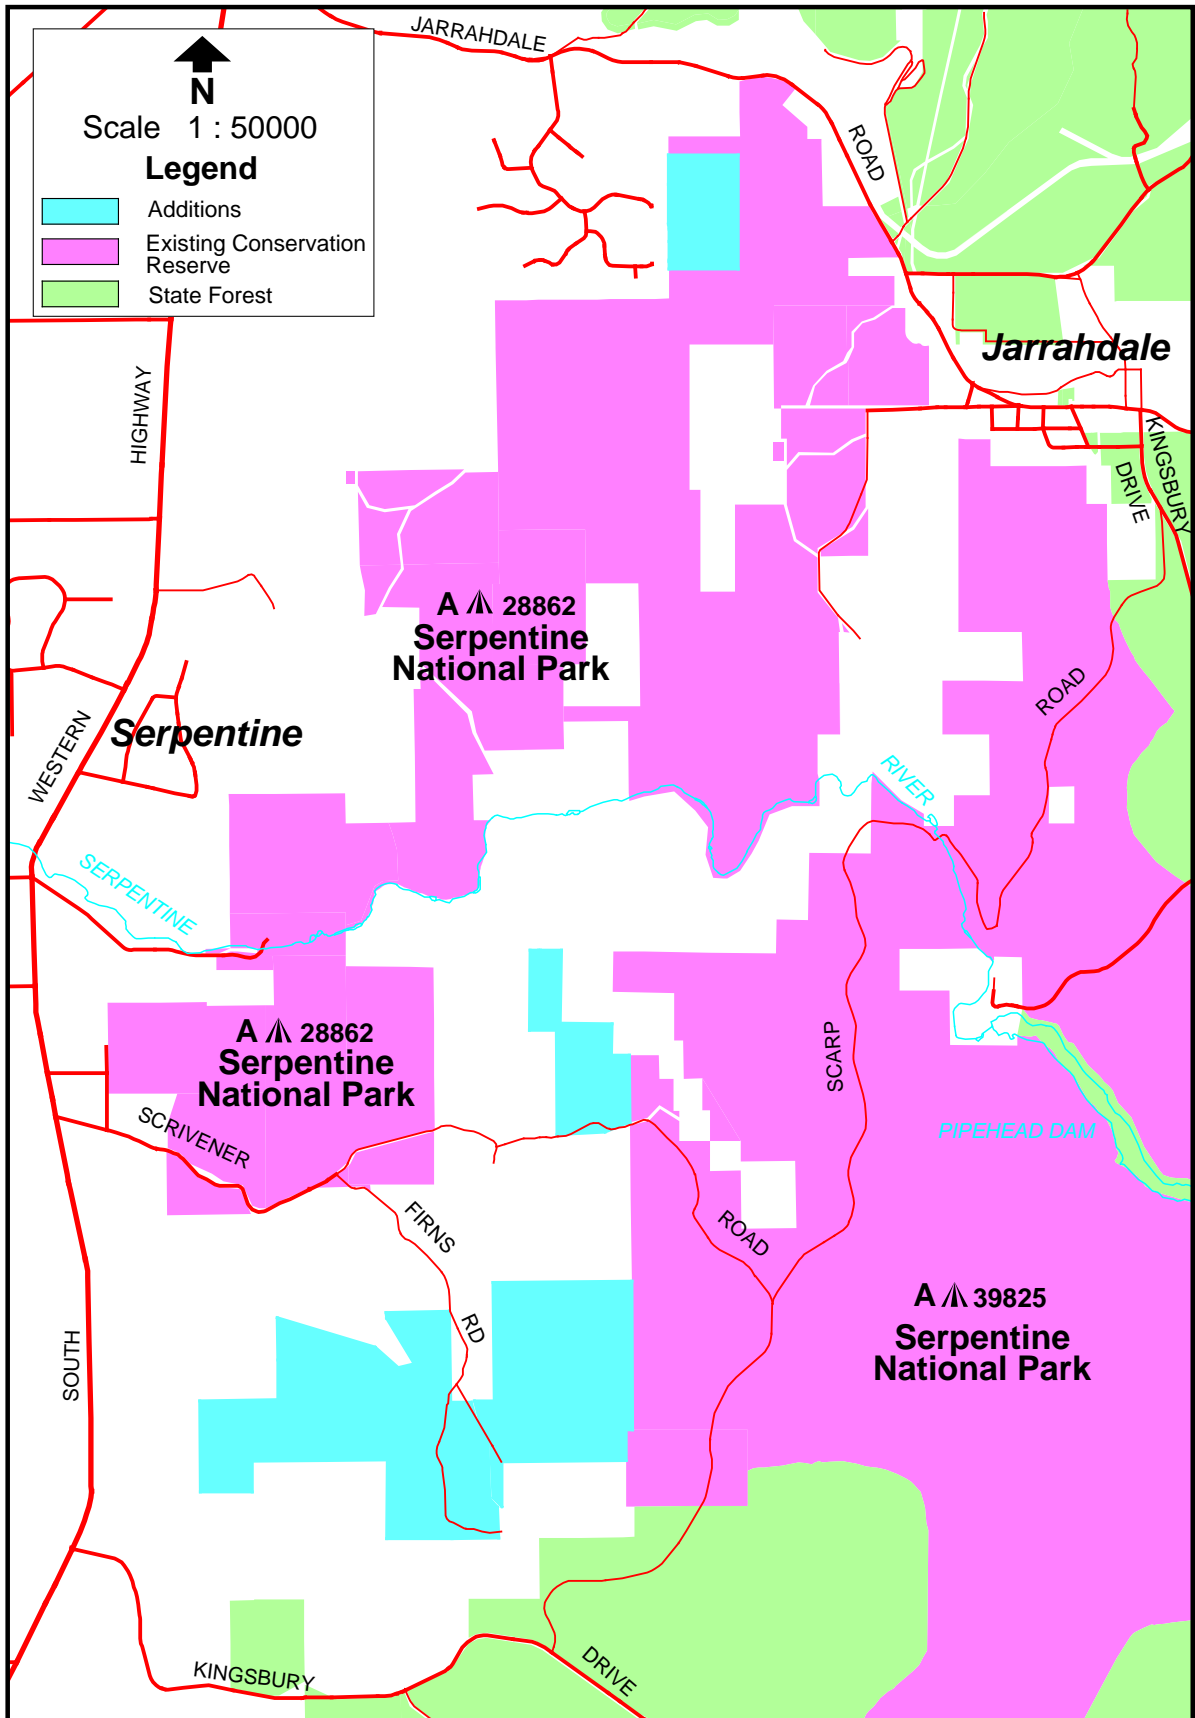 JARRAHDALE
N
Scale 1 : 50000
Legend
Additions
Existing Conservation
Reserve
State Forest
ROAD
Jarrahdale
HIGHWAY
KINGSBURY
DRIVE
A 28862
Serpentine
National Park
ROAD
Serpentine
WESTERN
RIVER
SERPENTINE
A 28862
Serpentine
National Park
SCARP
SCRIVENER
PIPEHEAD DAM
FIRNS
ROAD
RD
A 39825
Serpentine
National Park
SOUTH
KINGSBURY
DRIVE